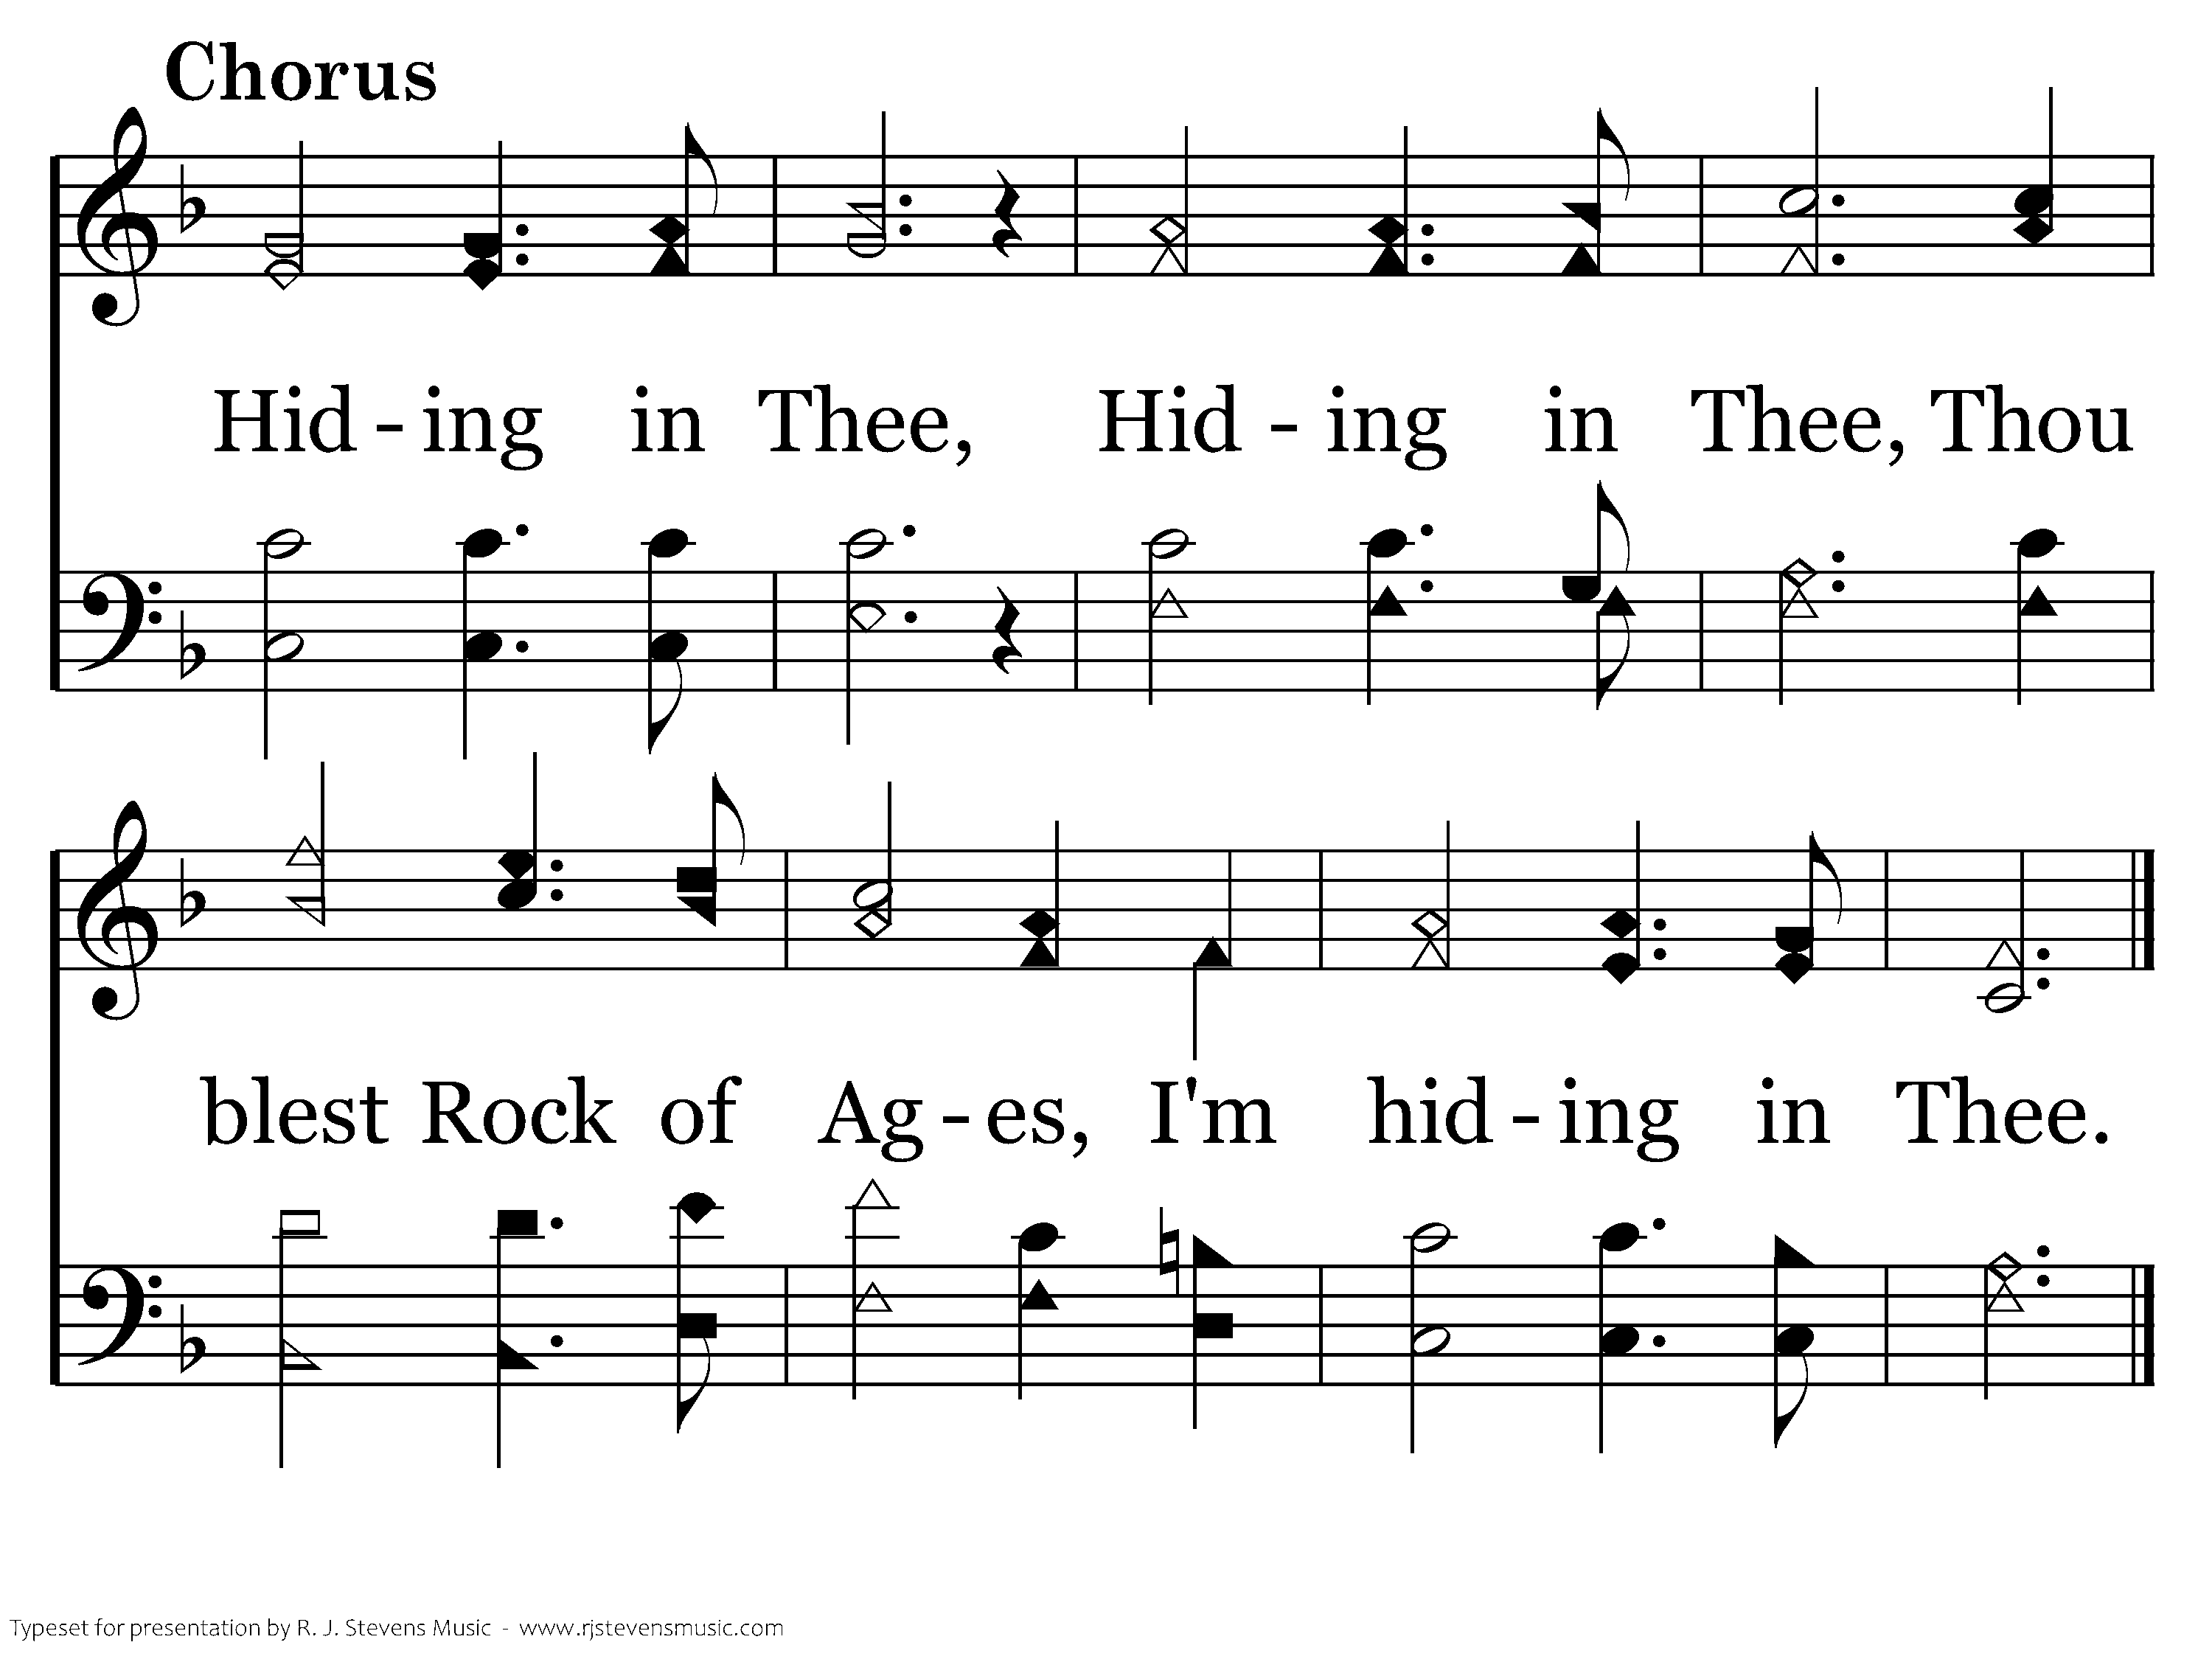 Chorus
Hid - ing in Thee, Hid - ing in Thee, Thou
blest Rock of Ag - es, I'm hid - ing in Thee.
Typeset for presentation by R. J. Stevens Music - www.rjstevensmusic.com